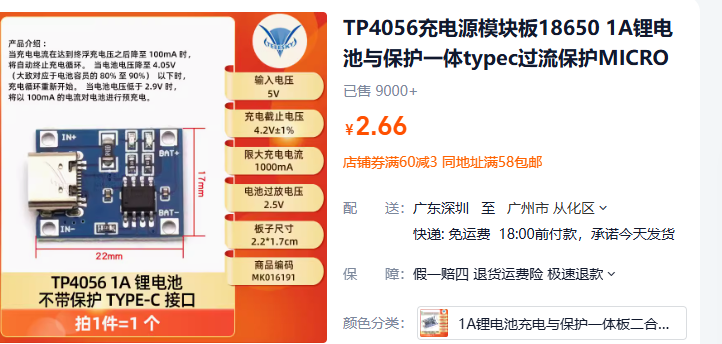 产品介绍：
当充电电流在达到终浮充电压之后降至 100mA 时，
将自动终止充电循环。 当电池电压降至 4.05V
（大致对应于电池容量的 80% 至 90%） 以下时，
充电循环重新开始。 当电池电压低于 2.9V 时，
将以 100mA 的电流对电池进行预充电。
输入电压
5V
充电截止电压
4.2V±1%
限大充电电流
1000mA
电池过放电压
2.5V
板子尺寸
2.2*1.7cm
商品编码
MK016191
IN+
BAT+
BAT-
IN-
17mm
22mm
TP4056 1A 锂电池
不带保护 TYPE-C 接口
拍1件=1 个
TP4056充电源模块板18650 1A锂电
池与保护一体typec过流保护MICRO
已售 9000+
¥2.66
店铺券满60减3 同地址满58包邮
配 送： 广东深圳 至 广州市 从化区
快递: 免运费 18:00前付款，承诺今天发货
保 障： 假一赔四 退货运费险 极速退款
颜色分类： 1A锂电池充电与保护一体板二合...